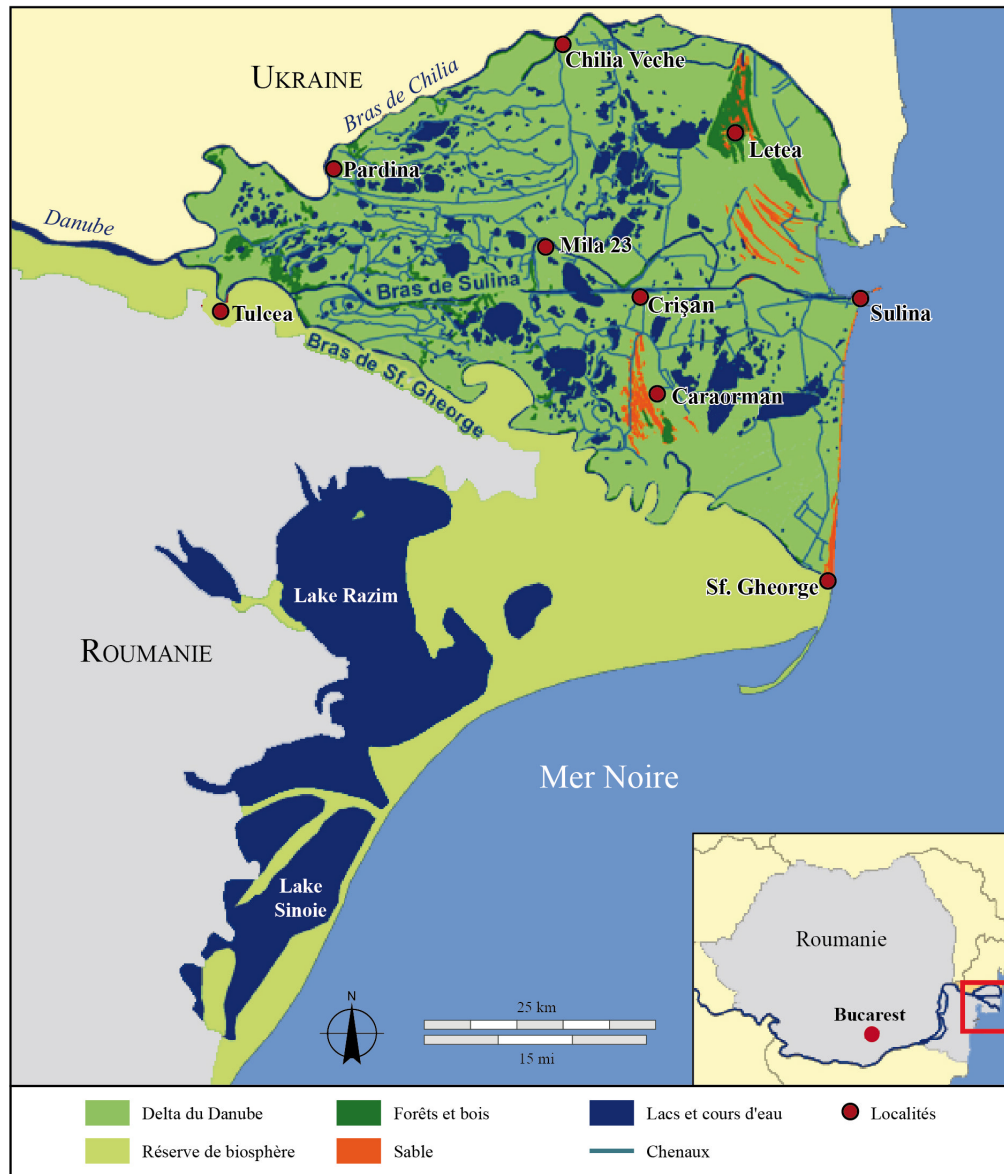 UKRAINE
Bras de Chilia
Chilia Veche
Letea
Pardina
Danube
Mila 23
Bras de Sulina
Crişan
Sulina
Tulcea
Bras de Sf. Gheorge
Caraorman
Sf. Gheorge
Lake Razim
ROUMANIE
Mer Noire
Lake
Sinoie
N
25 km
15 mi
Roumanie
Bucarest
Delta du Danube
Forêts et bois
Lacs et cours d'eau
Localités
Réserve de biosphère
Sable
Chenaux